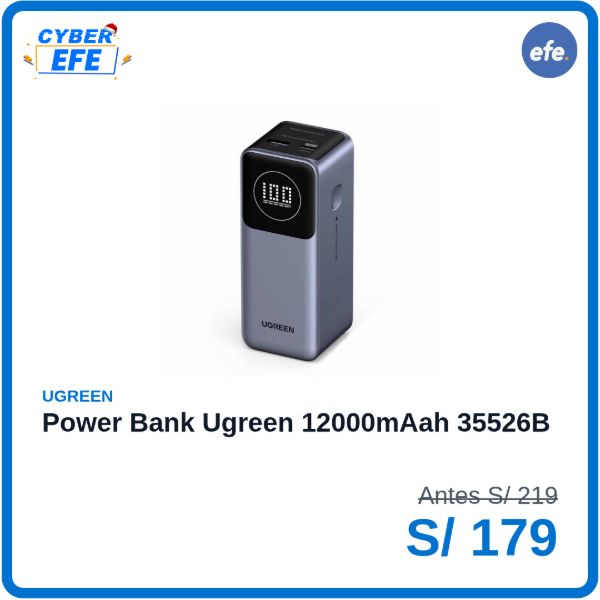 CYBER
EFE
efe.
100
UGREEN
UGREEN
Power Bank Ugreen 12000mAah 35526B
Antes S/ 219
S/ 179